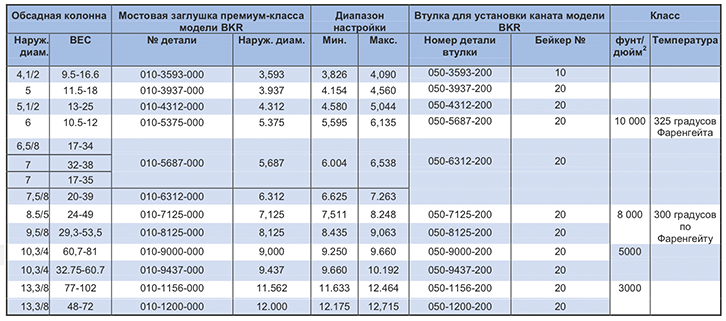 Обсадная колонна Мостовая заглушка премиум-класса модели BKR Диапазон настройки Втулка для установки каната модели BKR Класс
Наруж. диам. ВЕС № детали Наруж. диам. Мин. Макс. Номер детали втулки Бейкер № фунт/дюйм² Температура
4,1/2 9.5-16.6 010-3593-000 3,593 3,826 4,090 050-3593-200 10
5 11.5-18 010-3937-000 3.937 4.154 4,560 050-3937-200 20
5,1/2 13-25 010-4312-000 4.312 4.580 5,044 050-4312-200 20
6 10.5-12 010-5375-000 5.375 5,595 6,135 050-5687-200 20 10 000 325 градусов Фаренгейта
6,5/8 17-34
7 32-38 010-5687-000 5,687 6.004 6,538 050-6312-200 20
7 17-35
7,5/8 20-39 010-6312-000 6.312 6.625 7.263
8.5/5 24-49 010-7125-000 7,125 7,511 8.248 050-7125-200 20 8 000 300 градусов по Фаренгейту
9,5/8 29,3-53,5 010-8125-000 8,125 8.435 9,063 050-8125-200 20
10,3/4 60,7-81 010-9000-000 9,000 9.250 9.660 050-9000-200 20 5000
10,3/4 32.75-60.7 010-9437-000 9.437 9.660 10.192 050-9437-200 20
13,3/8 77-102 010-1156-000 11.562 11.633 12.464 050-1156-200 20 3000
13,3/8 48-72 010-1200-000 12.000 12.175 12,715 050-1200-200 20